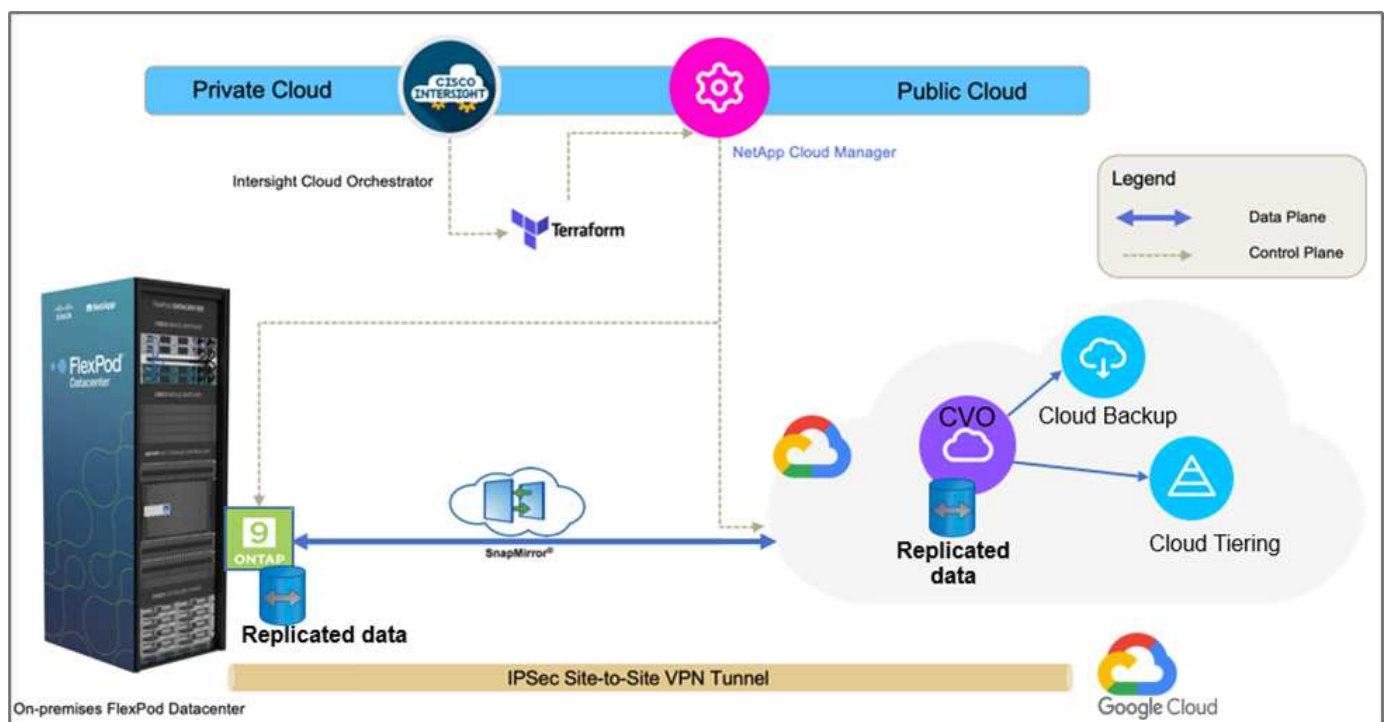 Private Cloud
CISCO
INTERSIGHT
Public Cloud
NetApp Cloud Manager
Intersight Cloud Orchestrator
Terraform
Legend
Data Plane
Control Plane
CISCO
NetApp
FlexPod
Datacenter
CVO
Cloud Backup
Cloud Tiering
9
ONTAP
SnapMirror®
Replicated
data
Replicated data
IPSec Site-to-Site VPN Tunnel
On-premises FlexPod Datacenter
Google Cloud